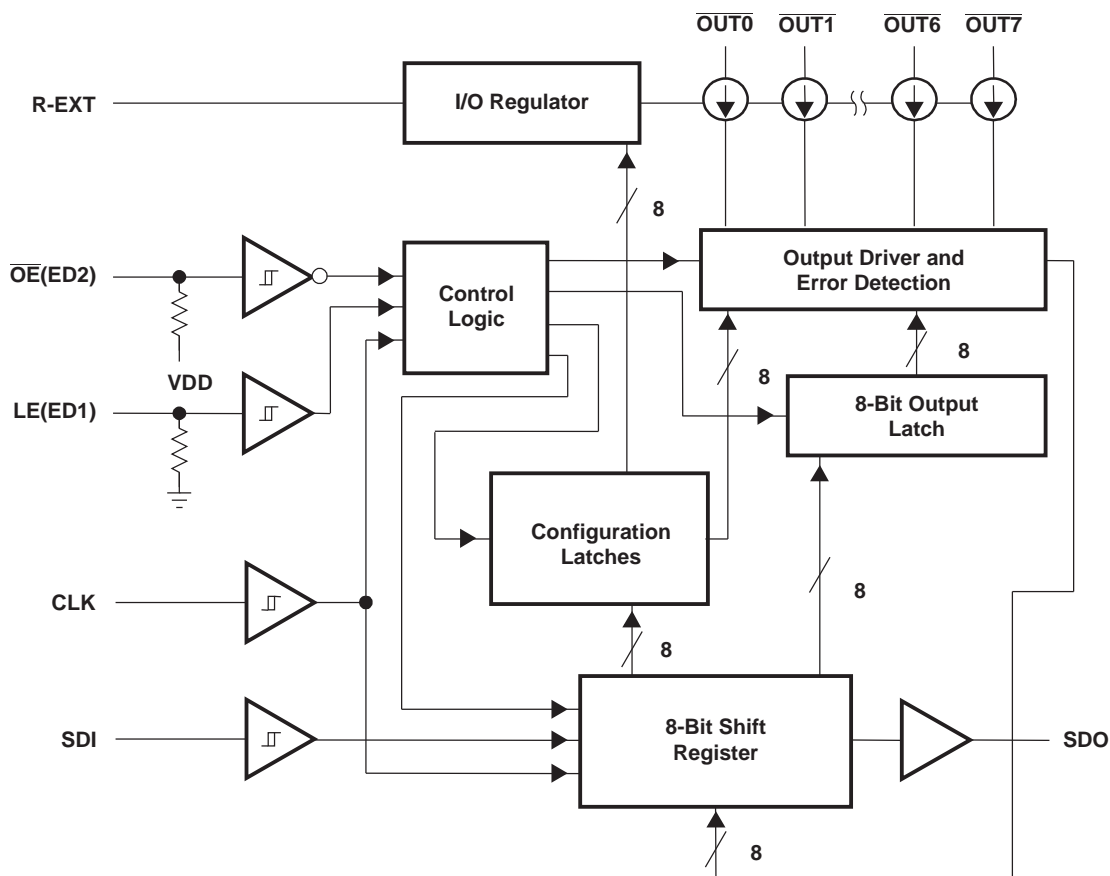 OUT0 OUT1 OUT6 OUT7
R-EXT
I/O Regulator
8
OE(ED2)
Control
Logic
Output Driver and
Error Detection
VDD
8
8
LE(ED1)
8-Bit Output
Latch
Configuration
Latches
CLK
8
8
SDI
8-Bit Shift
Register
SDO
8